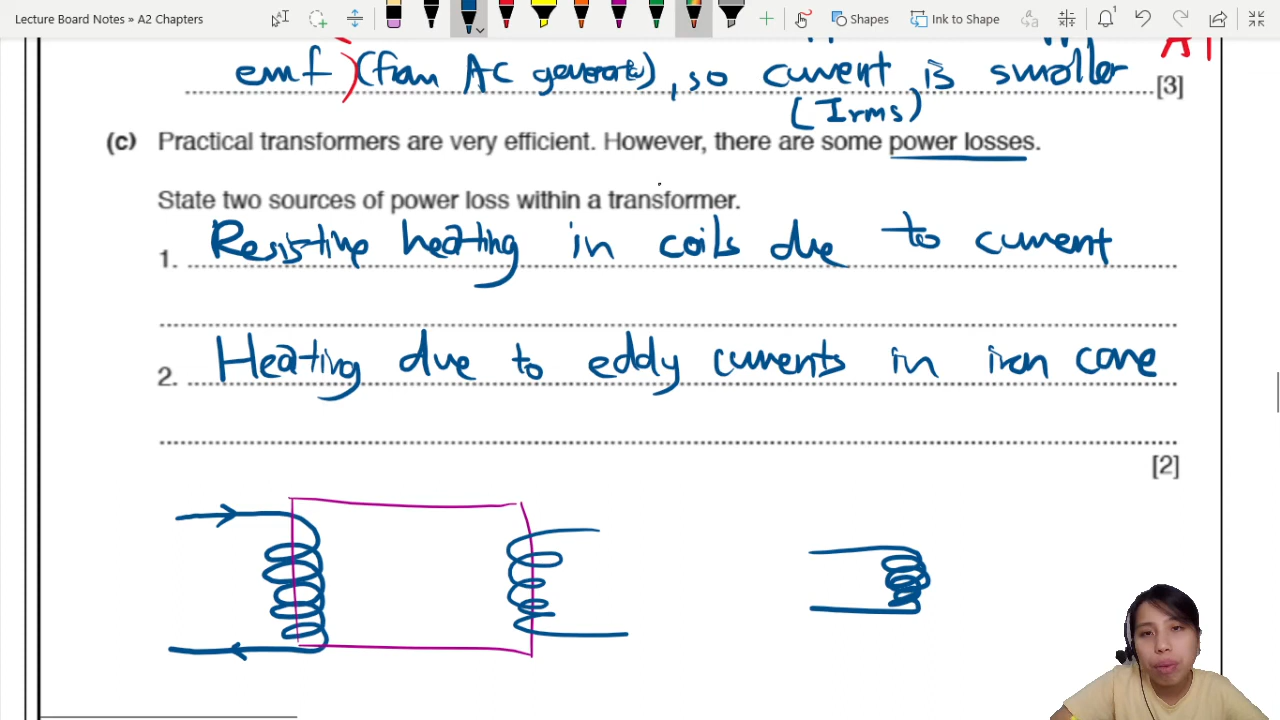 Lecture Board Notes » A2 Chapters
Shapes
Ink to Shape
emf) (from AC generator), so current is smaller
[3]
(Irms)
A1
(c) Practical transformers are very efficient. However, there are some power losses.
State two sources of power loss within a transformer.
1. Resistive heating in coils due to current
2. Heating due to eddy currents in iron core
[2]